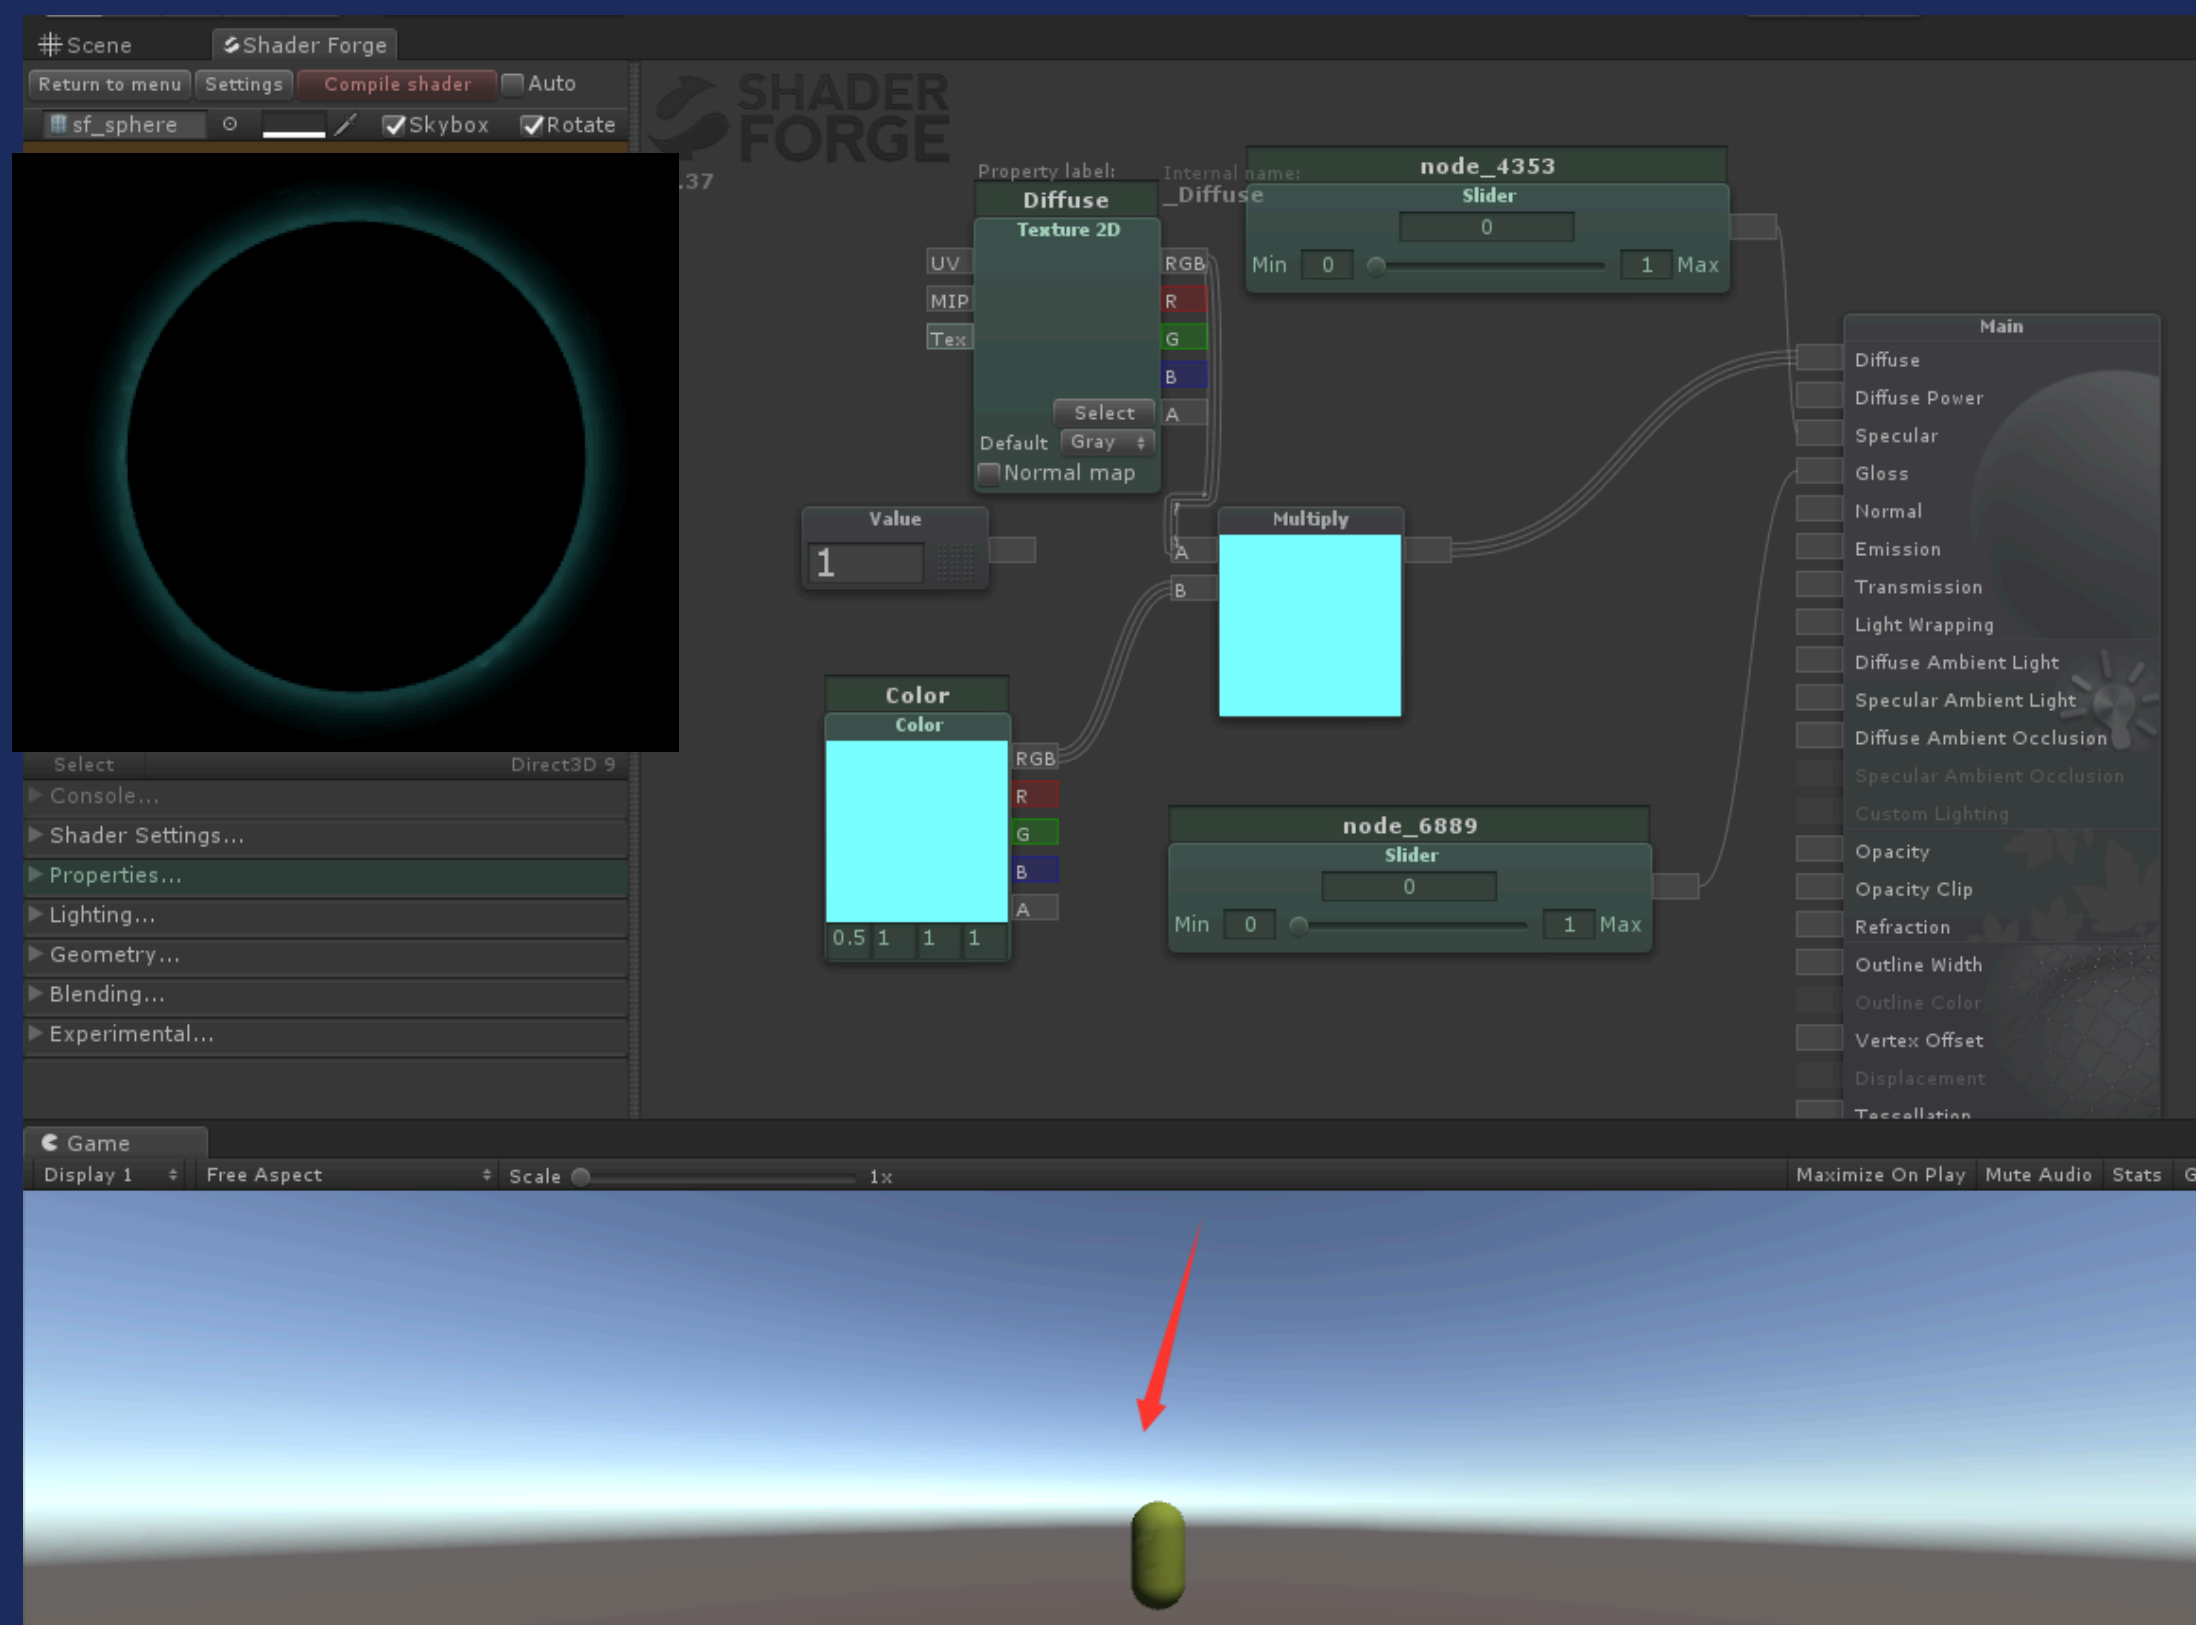 Scene
Shader Forge
Return to menu Settings Compile shader Auto
sf_sphere Skybox Rotate
SHADER
FORGE
.37
Select Direct3D 9
Console...
Shader Settings...
Properties...
Lighting...
Geometry...
Blending...
Experimental...
Property label:
Diffuse
Internal name:
_Diffuse
Texture 2D
UV
MIP
Tex
RGB
R
G
B
A
Select
Default Gray
Normal map
node_4353
Slider
0
Min 0 1 Max
Value
1
Multiply
A
B
Color
Color
RGB
R
G
B
A
0.5 1 1 1
node_6889
Slider
0
Min 0 1 Max
Main
Diffuse
Diffuse Power
Specular
Gloss
Normal
Emission
Transmission
Light Wrapping
Diffuse Ambient Light
Specular Ambient Light
Diffuse Ambient Occlusion
Specular Ambient Occlusion
Custom Lighting
Opacity
Opacity Clip
Refraction
Outline Width
Outline Color
Vertex Offset
Displacement
Tessellation
Game
Display 1 Free Aspect Scale 1x Maximize On Play Mute Audio Stats G